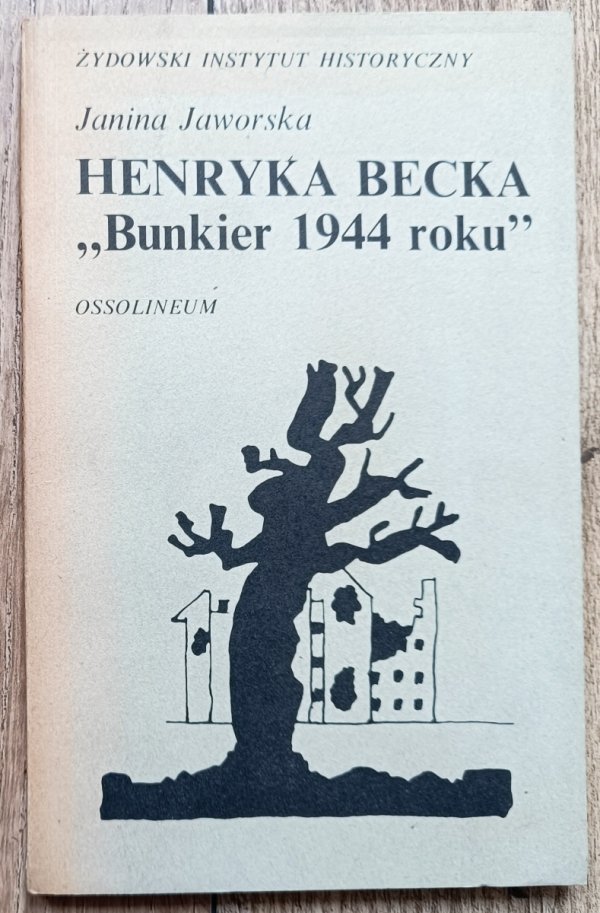 ŻYDOWSKI INSTYTUT HISTORYCZNY
Janina Jaworska
HENRYKA BECKA
„Bunkier 1944 roku”
OSSOLINEUM